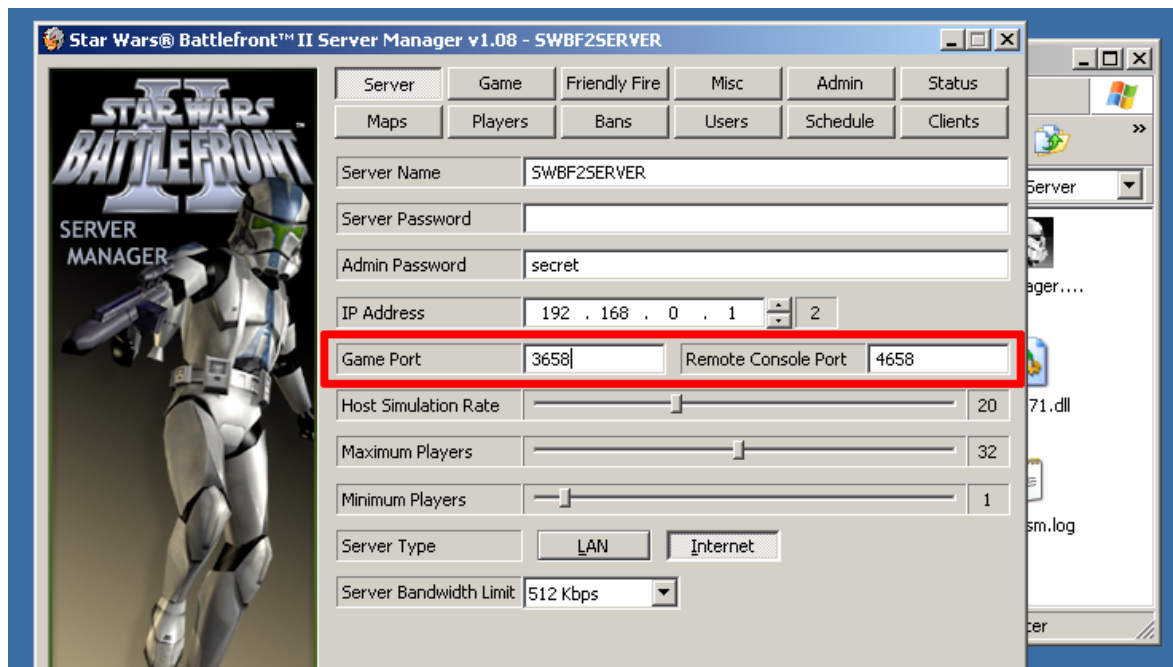 Star Wars® Battlefront™ II Server Manager v1.08 - SWBF2SERVER
STAR WARS
BATTLEFRONT™
II
SERVER
MANAGER
Server Game Friendly Fire Misc Admin Status
Maps Players Bans Users Schedule Clients
Server Name SWBF2SERVER
Server Password
Admin Password secret
IP Address 192 . 168 . 0 . 1 2
Game Port 3658 Remote Console Port 4658
Host Simulation Rate 20
Maximum Players 32
Minimum Players 1
Server Type LAN Internet
Server Bandwidth Limit 512 Kbps
»
Server
ager....
71.dll
sm.log
ter